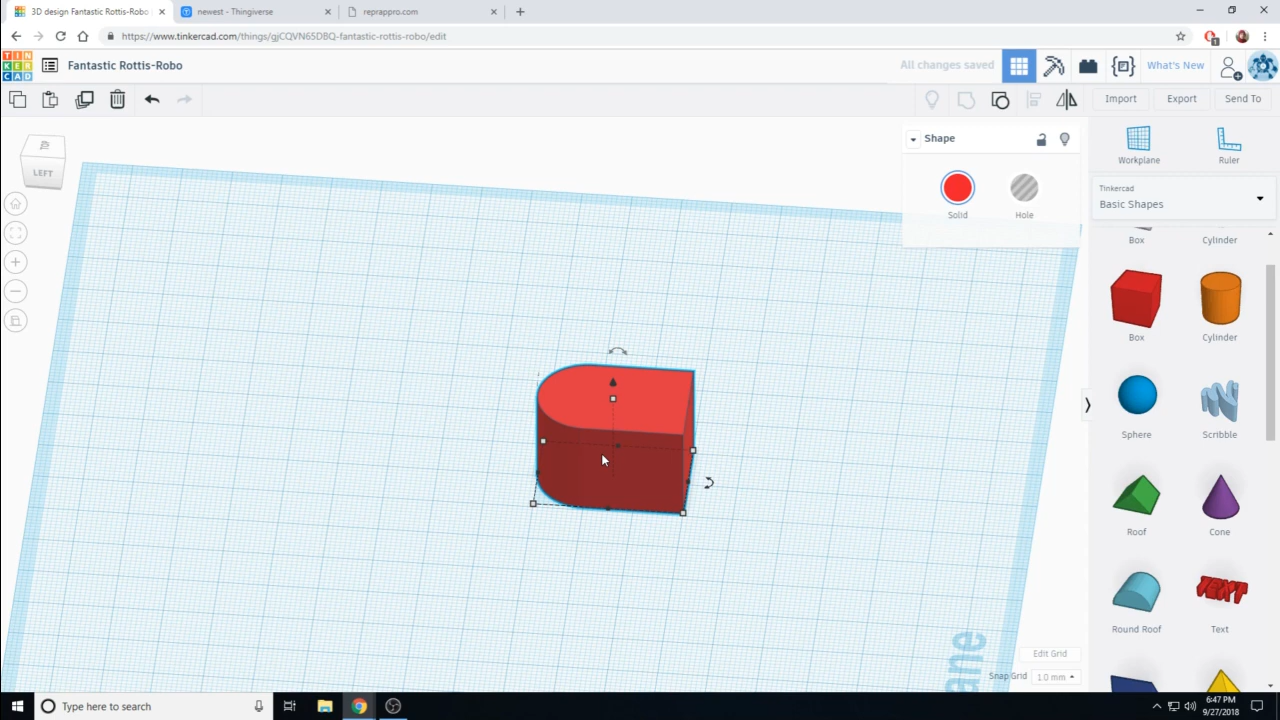 3D design Fantastic Rottis-Robo
newest - Thingiverse
reprappro.com
https://www.tinkercad.com/things/gjCQVN65DBQ-fantastic-rottis-robo/edit
TIN
KER
CAD
Fantastic Rottis-Robo
All changes saved
What's New
Import
Export
Send To
LEFT
Shape
Solid
Hole
Workplane
Ruler
Tinkercad
Basic Shapes
Box
Cylinder
Box
Cylinder
Sphere
Scribble
Roof
Cone
Round Roof
TEXT
Text
ane
Edit Grid
Snap Grid
1.0 mm
Type here to search
6:47 PM
9/27/2018